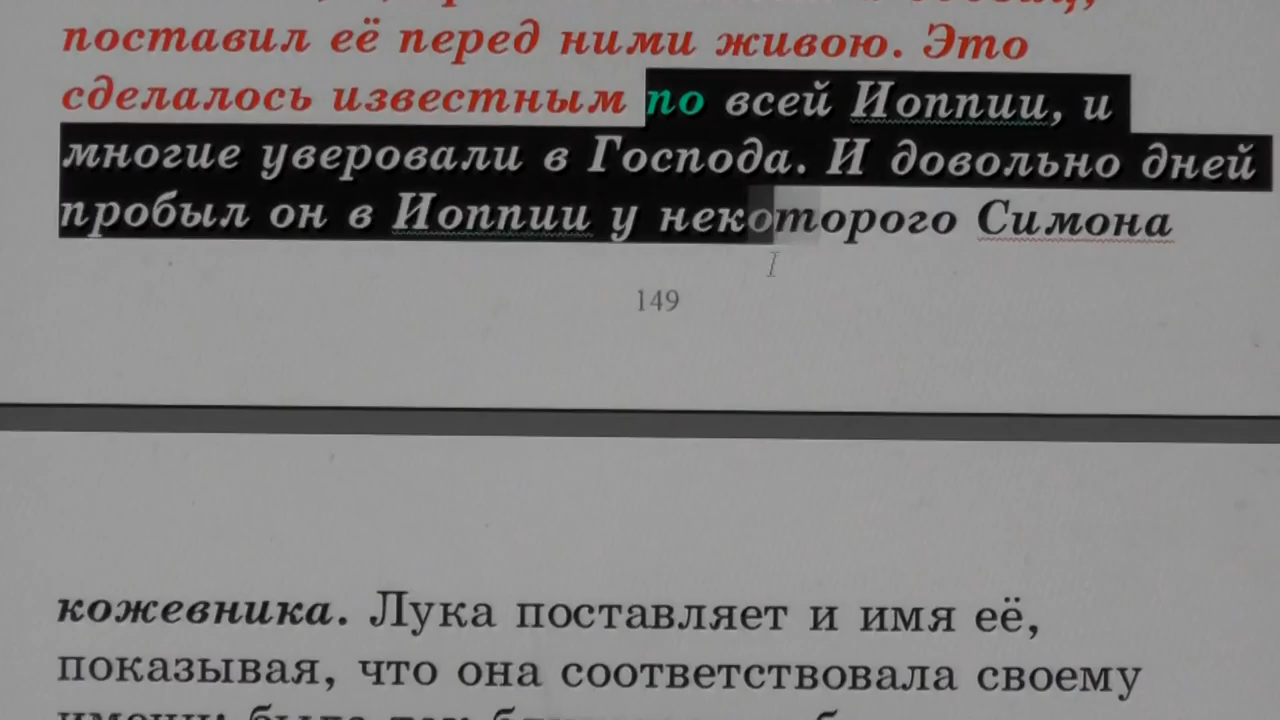 поставил её перед ними живою. Это
сделалось известным по всей Иоппии, и
многие уверовали в Господа. И довольно дней
пробыл он в Иоппии у некоторого Симона
149
кожевника. Лука поставляет и имя её,
показывая, что она соответствовала своему